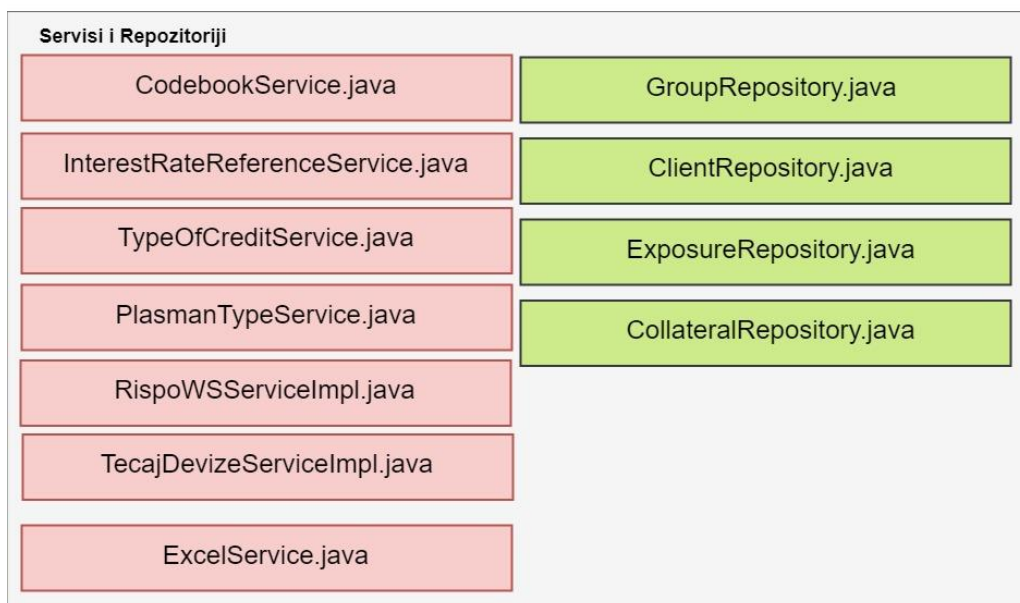 Servisi i Repozitoriji
CodebookService.java
InterestRateReferenceService.java
TypeOfCreditService.java
PlasmanTypeService.java
RispoWSServiceImpl.java
TecajDevizeServiceImpl.java
ExcelService.java
GroupRepository.java
ClientRepository.java
ExposureRepository.java
CollateralRepository.java